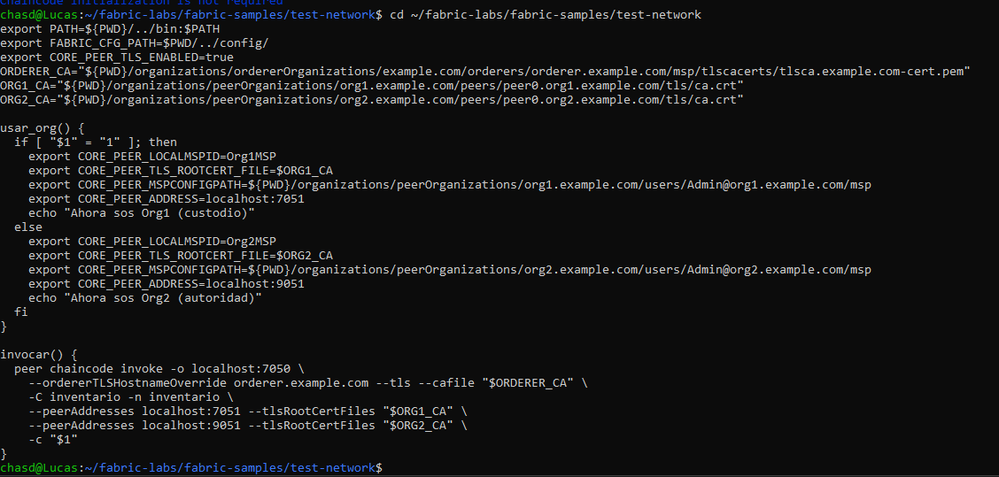 Chaincode initialization is not required
chasd@Lucas:~/fabric-labs/fabric-samples/test-network$ cd ~/fabric-labs/fabric-samples/test-network
export PATH=${PWD}/../bin:$PATH
export FABRIC_CFG_PATH=$PWD/../config/
export CORE_PEER_TLS_ENABLED=true
ORDERER_CA="${PWD}/organizations/ordererOrganizations/example.com/orderers/orderer.example.com/msp/tlscacerts/tlsca.example.com-cert.pem"
ORG1_CA="${PWD}/organizations/peerOrganizations/org1.example.com/peers/peer0.org1.example.com/tls/ca.crt"
ORG2_CA="${PWD}/organizations/peerOrganizations/org2.example.com/peers/peer0.org2.example.com/tls/ca.crt"

usar_org() {
  if [ "$1" = "1" ]; then
    export CORE_PEER_LOCALMSPID=Org1MSP
    export CORE_PEER_TLS_ROOTCERT_FILE=$ORG1_CA
    export CORE_PEER_MSPCONFIGPATH=${PWD}/organizations/peerOrganizations/org1.example.com/users/Admin@org1.example.com/msp
    export CORE_PEER_ADDRESS=localhost:7051
    echo "Ahora sos Org1 (custodio)"
  else
    export CORE_PEER_LOCALMSPID=Org2MSP
    export CORE_PEER_TLS_ROOTCERT_FILE=$ORG2_CA
    export CORE_PEER_MSPCONFIGPATH=${PWD}/organizations/peerOrganizations/org2.example.com/users/Admin@org2.example.com/msp
    export CORE_PEER_ADDRESS=localhost:9051
    echo "Ahora sos Org2 (autoridad)"
  fi
}

invocar() {
  peer chaincode invoke -o localhost:7050 \
    --ordererTLSHostnameOverride orderer.example.com --tls --cafile "$ORDERER_CA" \
    -C inventario -n inventario \
    --peerAddresses localhost:7051 --tlsRootCertFiles "$ORG1_CA" \
    --peerAddresses localhost:9051 --tlsRootCertFiles "$ORG2_CA" \
    -c "$1"
}
chasd@Lucas:~/fabric-labs/fabric-samples/test-network$